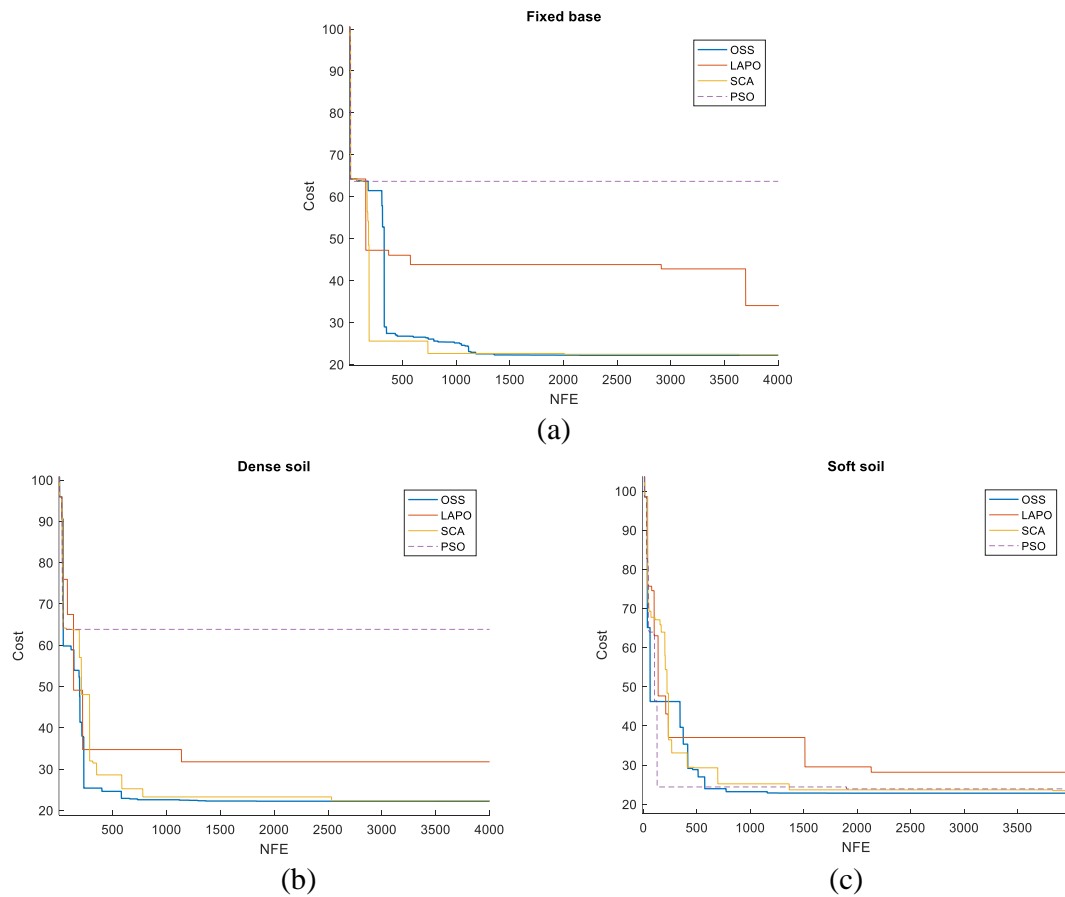 Fixed base
100
90
80
70
60
50
40
30
20
Cost
OSS
LAPO
SCA
PSO
500 1000 1500 2000 2500 3000 3500 4000
NFE
(a)
Dense soil
100
90
80
70
60
50
40
30
20
Cost
OSS
LAPO
SCA
PSO
500 1000 1500 2000 2500 3000 3500 4000
NFE
(b)
Soft soil
100
90
80
70
60
50
40
30
20
Cost
OSS
LAPO
SCA
PSO
0 500 1000 1500 2000 2500 3000 3500
NFE
(c)